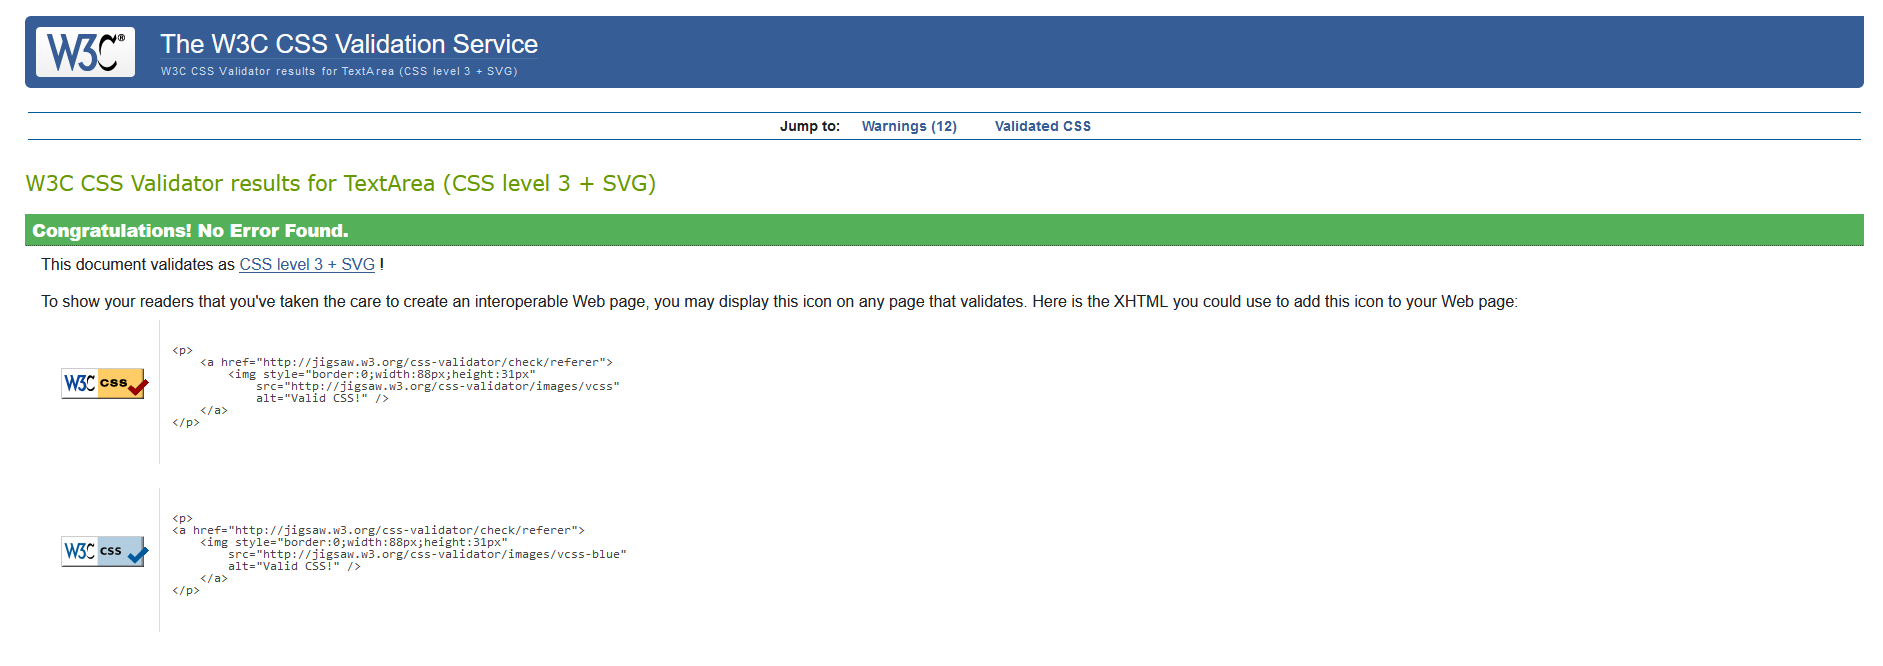 W3C®
The W3C CSS Validation Service
W3C CSS Validator results for TextArea (CSS level 3 + SVG)
Jump to: Warnings (12) Validated CSS
W3C CSS Validator results for TextArea (CSS level 3 + SVG)
Congratulations! No Error Found.
This document validates as CSS level 3 + SVG !
To show your readers that you've taken the care to create an interoperable Web page, you may display this icon on any page that validates. Here is the XHTML you could use to add this icon to your Web page:
W3C css
<p>
    <a href="http://jigsaw.w3.org/css-validator/check/referer">
        <img style="border:0;width:88px;height:31px"
            src="http://jigsaw.w3.org/css-validator/images/vcss"
            alt="Valid CSS!" />
    </a>
</p>
W3C css
<p>
<a href="http://jigsaw.w3.org/css-validator/check/referer">
    <img style="border:0;width:88px;height:31px"
        src="http://jigsaw.w3.org/css-validator/images/vcss-blue"
        alt="Valid CSS!" />
    </a>
</p>